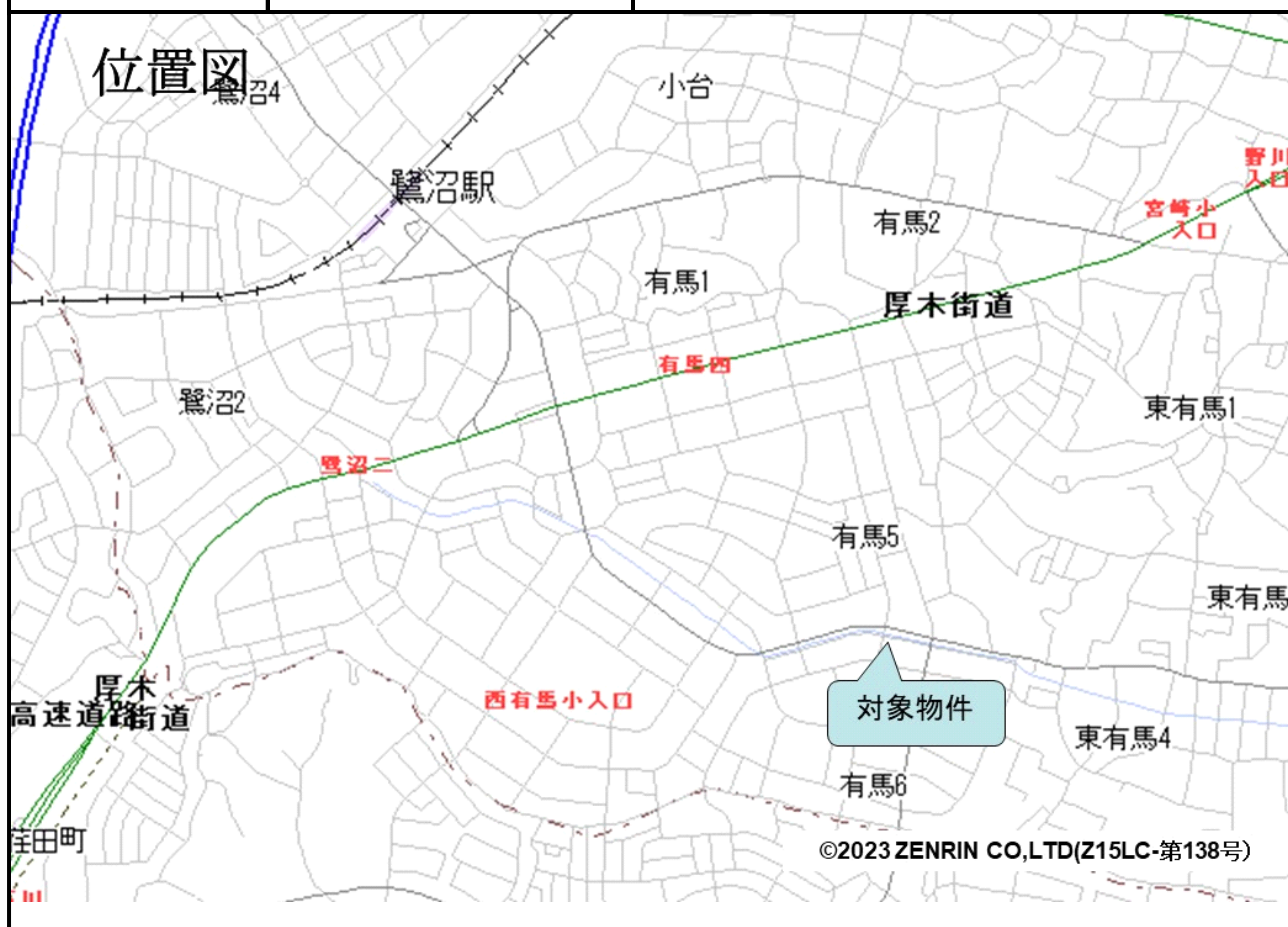 位置図
鷺沼4
小台
鷺沼駅
野川
入口
宮崎小
入口
有馬2
有馬1
厚木街道
有馬四
鷺沼2
東有馬1
鷺沼二
有馬5
東有馬
厚木
街道
高速道路
西有馬小入口
対象物件
東有馬4
有馬6
荏田町
©2023 ZENRIN CO,LTD(Z15LC-第138号)
川